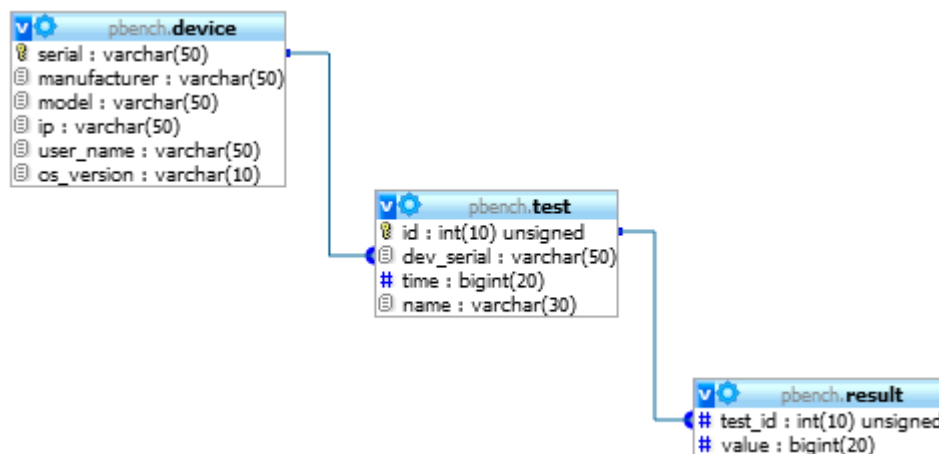 pbench.device
serial : varchar(50)
manufacturer : varchar(50)
model : varchar(50)
ip : varchar(50)
user_name : varchar(50)
os_version : varchar(10)
pbench.test
id : int(10) unsigned
dev_serial : varchar(50)
# time : bigint(20)
name : varchar(30)
pbench.result
# test_id : int(10) unsigned
# value : bigint(20)